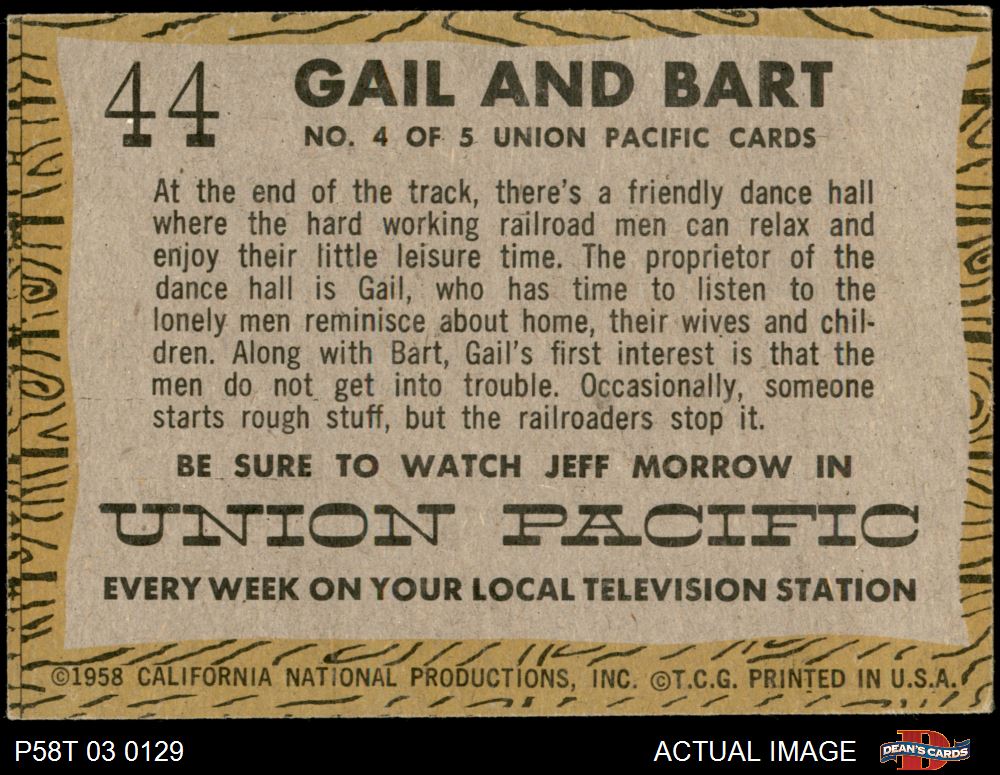 44
GAIL AND BART
NO. 4 OF 5 UNION PACIFIC CARDS
At the end of the track, there's a friendly dance hall
where the hard working railroad men can relax and
enjoy their little leisure time. The proprietor of the
dance hall is Gail, who has time to listen to the
lonely men reminisce about home, their wives and chil-
dren. Along with Bart, Gail's first interest is that the
men do not get into trouble. Occasionally, someone
starts rough stuff, but the railroaders stop it.
BE SURE TO WATCH JEFF MORROW IN
UNION PACIFIC
EVERY WEEK ON YOUR LOCAL TELEVISION STATION
©1958 CALIFORNIA NATIONAL PRODUCTIONS, INC. ©T.C.G. PRINTED IN U.S.A.
P58T 03 0129
ACTUAL IMAGE
DEAN'S CARDS